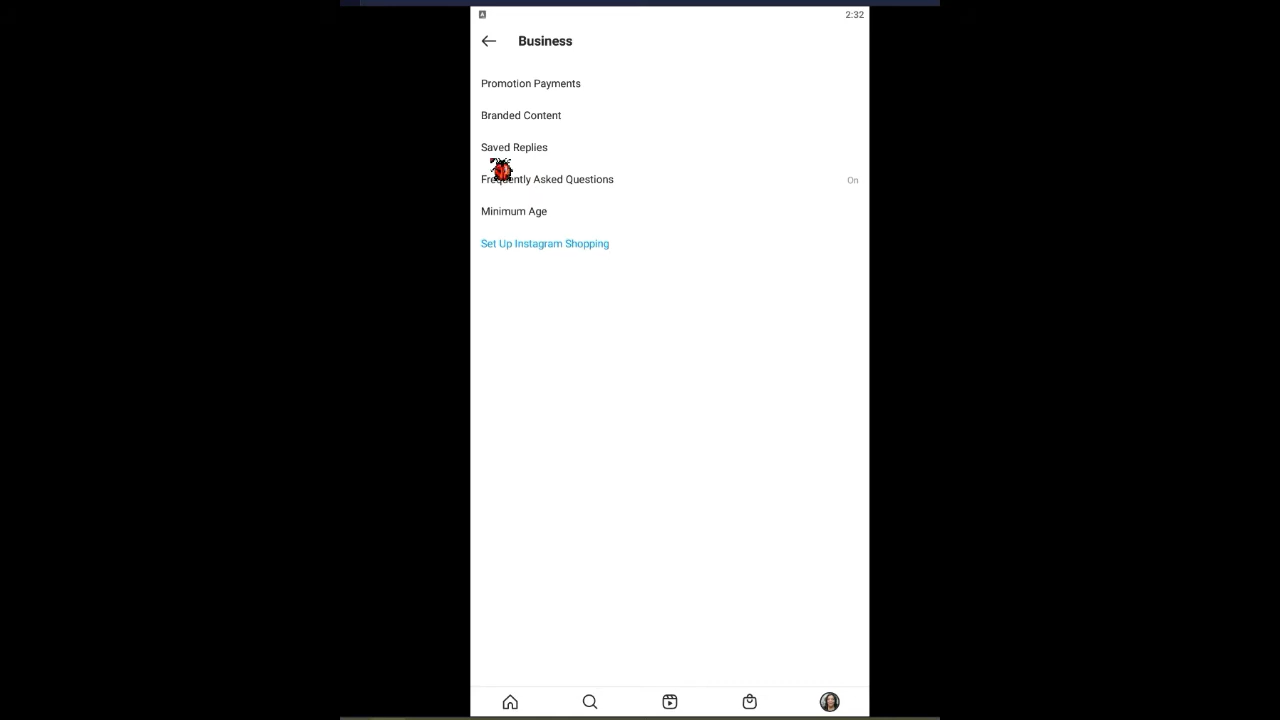 2:32
Business
Promotion Payments
Branded Content
Saved Replies
Frequently Asked Questions On
Minimum Age
Set Up Instagram Shopping